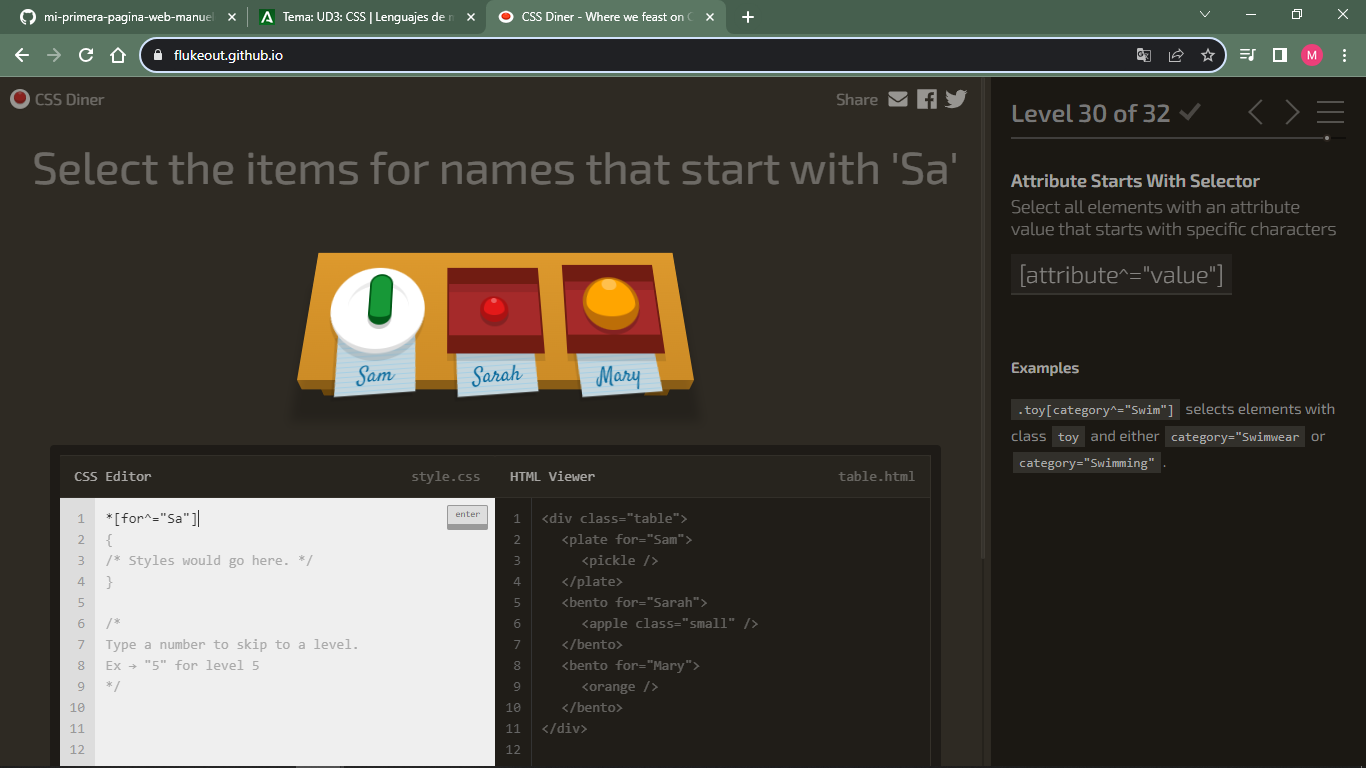 mi-primera-pagina-web-manuel
Tema: UD3: CSS | Lenguajes de m
CSS Diner - Where we feast on C
flukeout.github.io
M
CSS Diner
Share
Select the items for names that start with 'Sa'
Sam
Sarah
Mary
CSS Editor
style.css
1 *[for^="Sa"]
enter
2 {
3 /* Styles would go here. */
4 }
5
6 /*
7 Type a number to skip to a level.
8 Ex → "5" for level 5
9 */
10
11
12
HTML Viewer
table.html
1 <div class="table">
2 <plate for="Sam">
3 <pickle />
4 </plate>
5 <bento for="Sarah">
6 <apple class="small" />
7 </bento>
8 <bento for="Mary">
9 <orange />
10 </bento>
11 </div>
12
Level 30 of 32
Attribute Starts With Selector
Select all elements with an attribute
value that starts with specific characters
[attribute^="value"]
Examples
.toy[category^="Swim"] selects elements with
class toy and either category="Swimwear or
category="Swimming" .